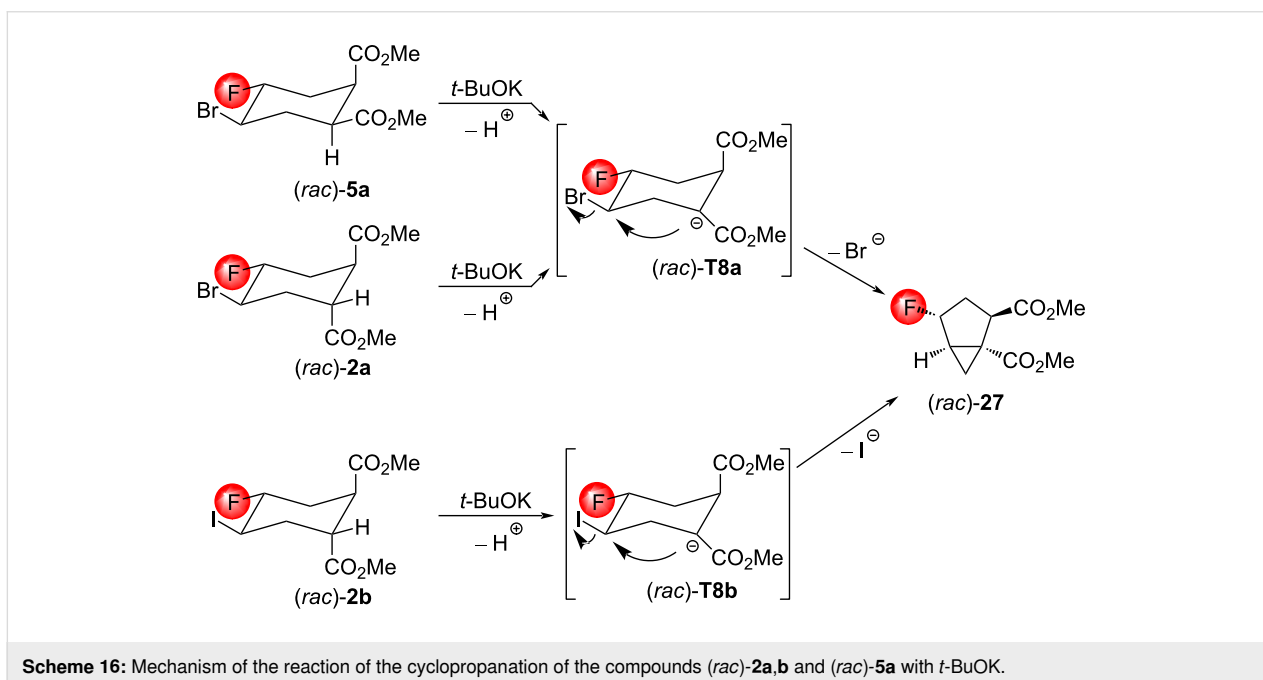 CO₂Me
F
Br
CO₂Me
H
(rac)-5a
t-BuOK
– H⊕
CO₂Me
F
Br
⊖
CO₂Me
(rac)-T8a
CO₂Me
F
Br
H
CO₂Me
(rac)-2a
t-BuOK
– H⊕
– Br⊖
F
CO₂Me
H
CO₂Me
(rac)-27
CO₂Me
F
I
H
CO₂Me
(rac)-2b
t-BuOK
– H⊕
CO₂Me
F
I
⊖
CO₂Me
(rac)-T8b
– I⊖
Scheme 16: Mechanism of the reaction of the cyclopropanation of the compounds (rac)-2a,b and (rac)-5a with t-BuOK.